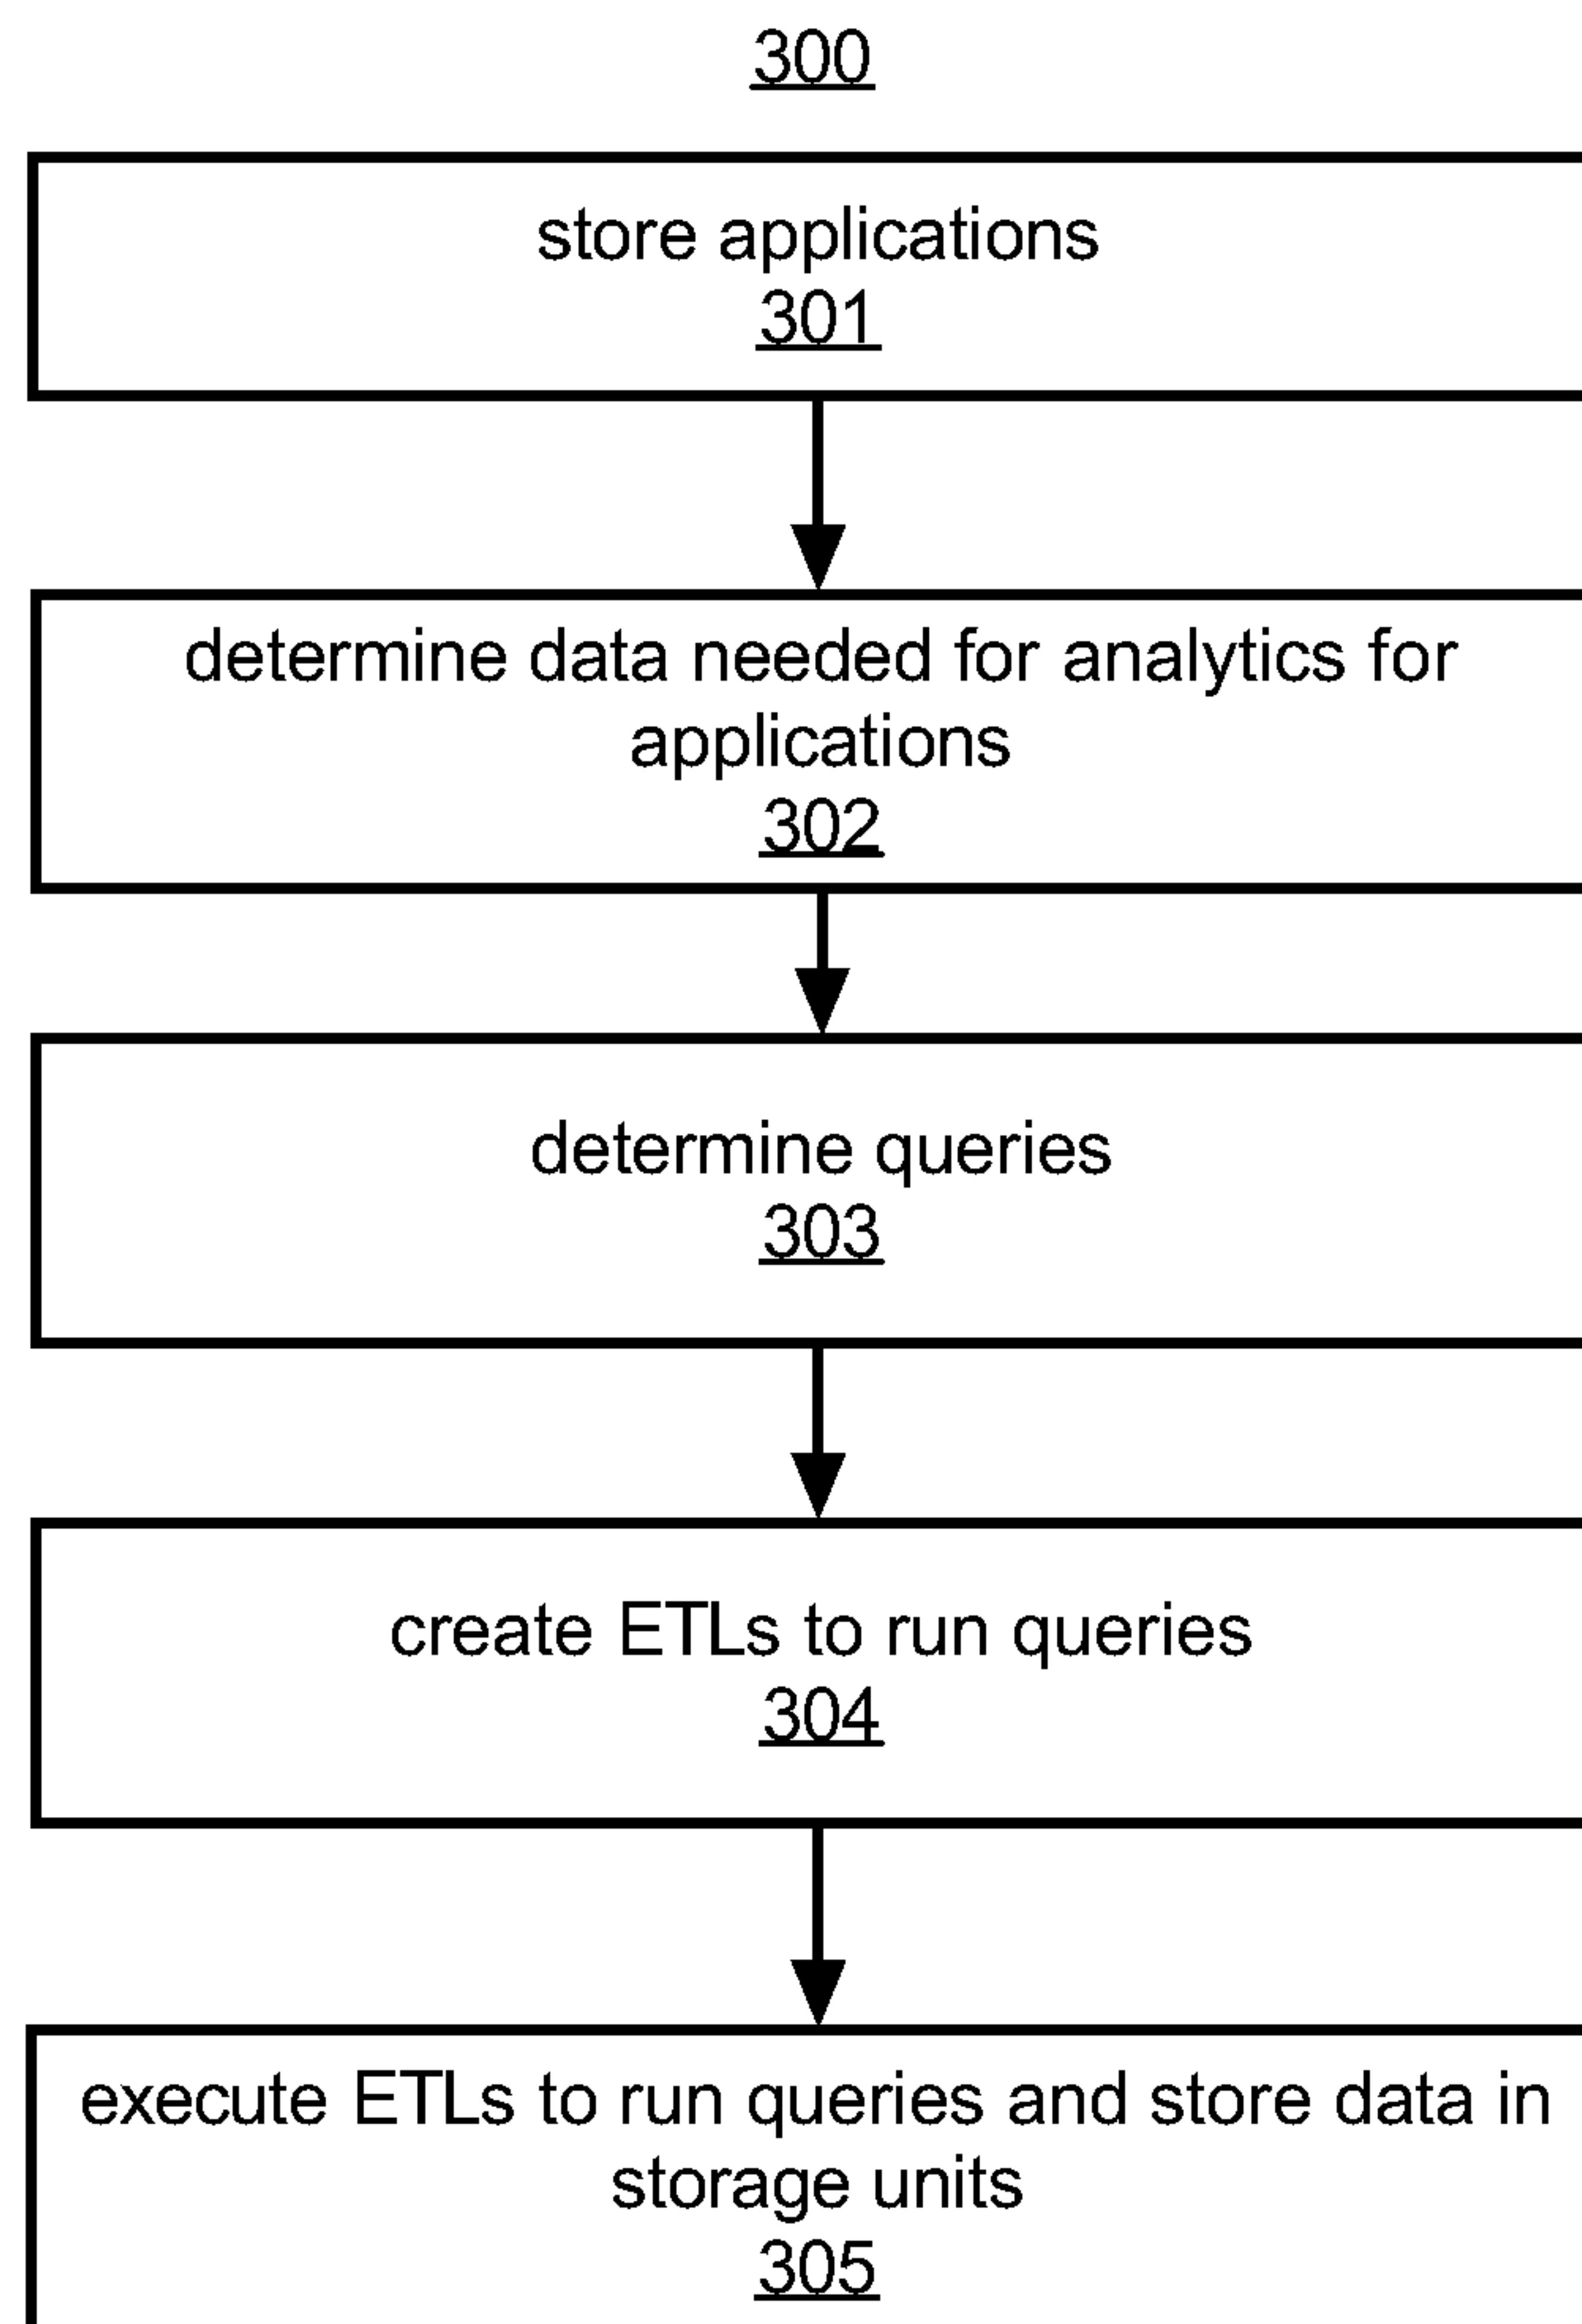 300
store applications
301
determine data needed for analytics for
applications
302
determine queries
303
create ETLs to run queries
304
execute ETLs to run queries and store data in
storage units
305